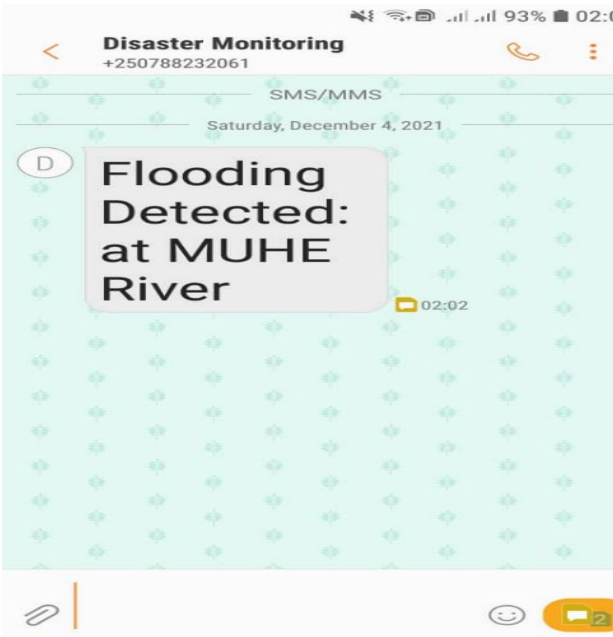 93% 02:0
Disaster Monitoring
+250788232061
SMS/MMS
Saturday, December 4, 2021
D
Flooding
Detected:
at MUHE
River
02:02
2